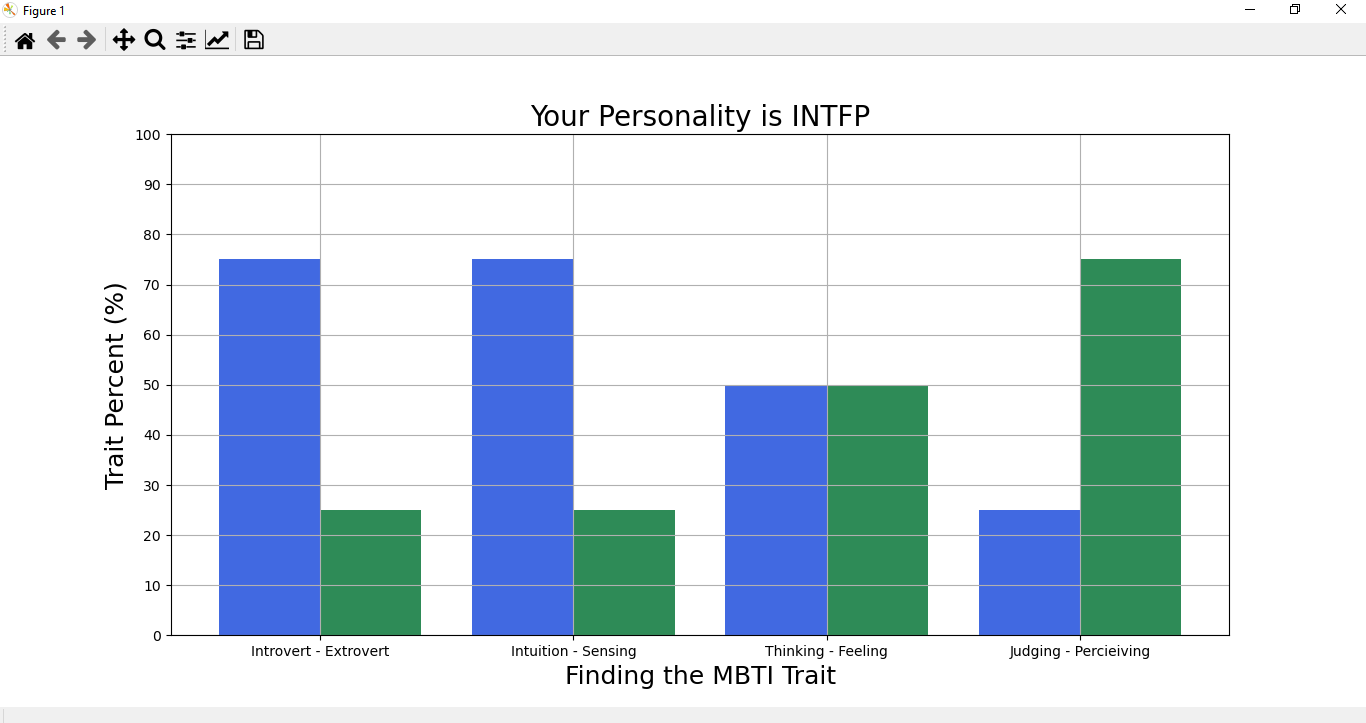 Figure 1
Your Personality is INTFP
100
90
80
70
60
50
40
30
20
10
0
Trait Percent (%)
Introvert - Extrovert
Intuition - Sensing
Thinking - Feeling
Judging - Percieiving
Finding the MBTI Trait